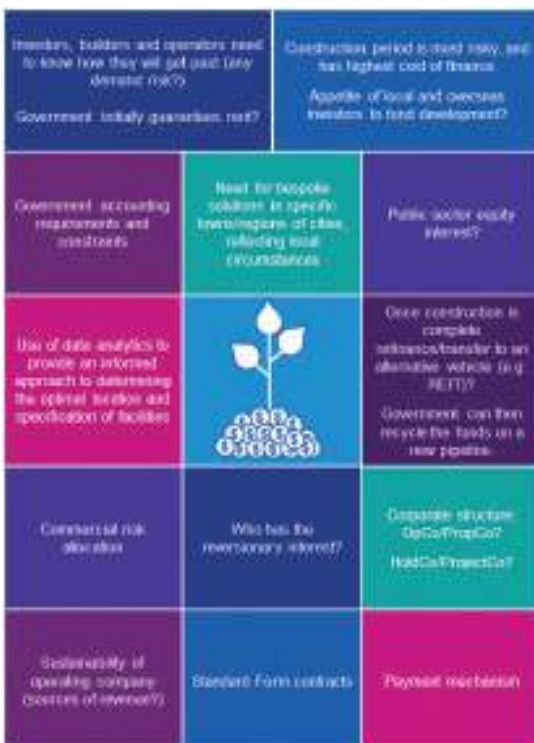 Investors, builders and operators need
to know how they will get paid (any
demand risk?)
Government initially guarantees rent?
Construction period is most risky, and
has highest cost of finance
Appetite of local and overseas
investors to fund development?
Government accounting
requirements and
constraints
Need for bespoke
solutions in specific
towns/regions of cities,
reflecting local
circumstances
Public sector equity
interest?
Use of data analytics to
provide an informed
approach to determining
the optimal location and
specification of facilities
Once construction is
complete
refinance/transfer to an
alternative vehicle (e.g
REIT)?
Government can then
recycle the funds on a
new pipeline.
Commercial risk
allocation
Who has the
reversionary interest?
Corporate structure
OpCo/PropCo?
HoldCo/ProjectCo?
Sustainability of
operating company
(sources of revenue?)
Standard Form contracts
Payment mechanism